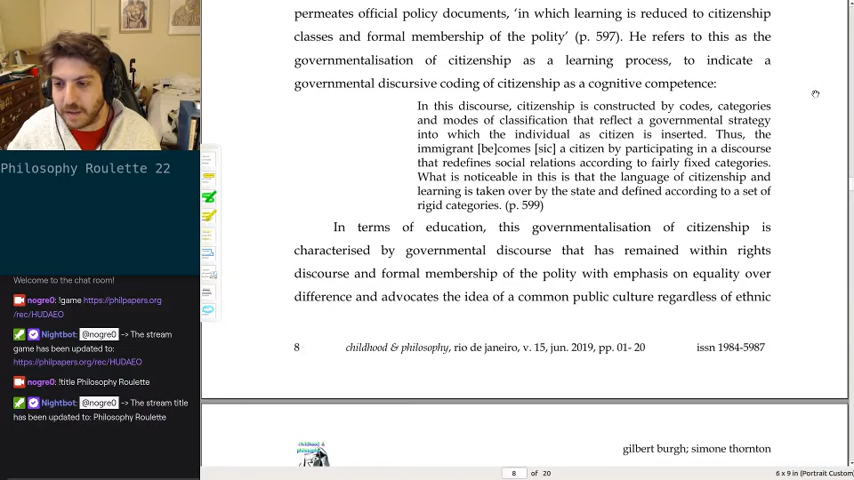 permeates official policy documents, 'in which learning is reduced to citizenship
classes and formal membership of the polity' (p. 597). He refers to this as the
governmentalisation of citizenship as a learning process, to indicate a
governmental discursive coding of citizenship as a cognitive competence:
In this discourse, citizenship is constructed by codes, categories
and modes of classification that reflect a governmental strategy
into which the individual as citizen is inserted. Thus, the
immigrant [be]comes [sic] a citizen by participating in a discourse
that redefines social relations according to fairly fixed categories.
What is noticeable in this is that the language of citizenship and
learning is taken over by the state and defined according to a set of
rigid categories. (p. 599)
In terms of education, this governmentalisation of citizenship is
characterised by governmental discourse that has remained within rights
discourse and formal membership of the polity with emphasis on equality over
difference and advocates the idea of a common public culture regardless of ethnic
8 childhood & philosophy, rio de janeiro, v. 15, jun. 2019, pp. 01- 20 issn 1984-5987
childhood &
philosophy
gilbert burgh; simone thornton
8 of 20
6 x 9 in (Portrait Custom
Philosophy Roulette 22
Welcome to the chat room!
nogre0: !game https://philpapers.org
/rec/HUDAEO
Nightbot: @nogre0 -> The stream
game has been updated to:
https://philpapers.org/rec/HUDAEO
nogre0: !title Philosophy Roulette
Nightbot: @nogre0 -> The stream title
has been updated to: Philosophy Roulette